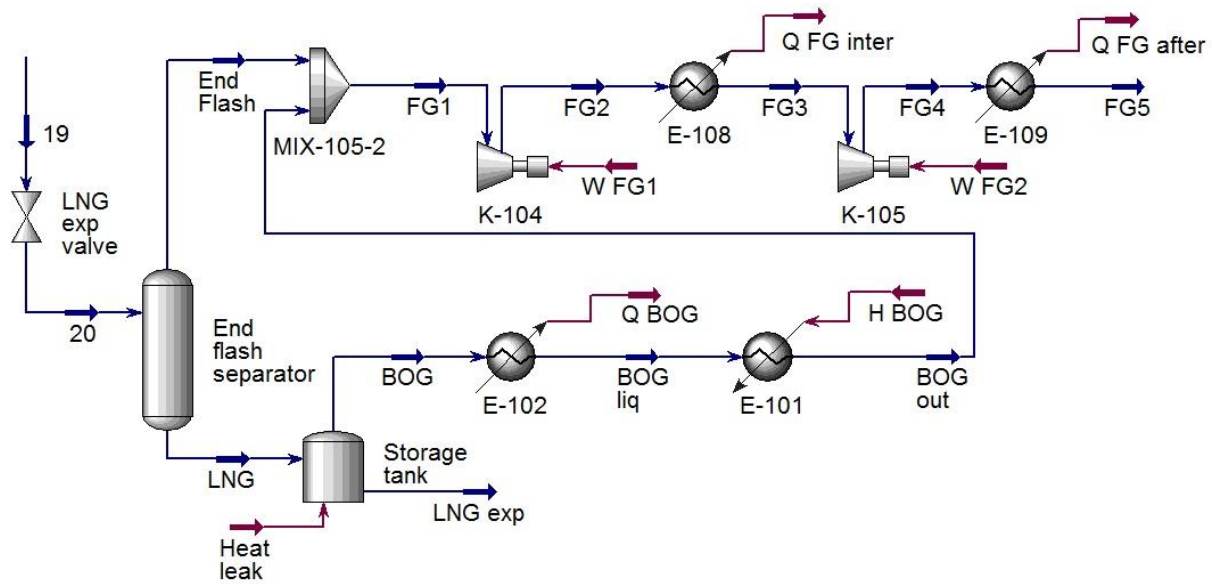 Q FG inter
Q FG after
End
Flash
FG1
FG2
FG3
FG4
FG5
19
MIX-105-2
E-108
E-109
LNG
exp
valve
W FG1
W FG2
K-104
K-105
20
End
flash
separator
Q BOG
H BOG
BOG
BOG
liq
BOG
out
E-102
E-101
LNG
Storage
tank
LNG exp
Heat
leak